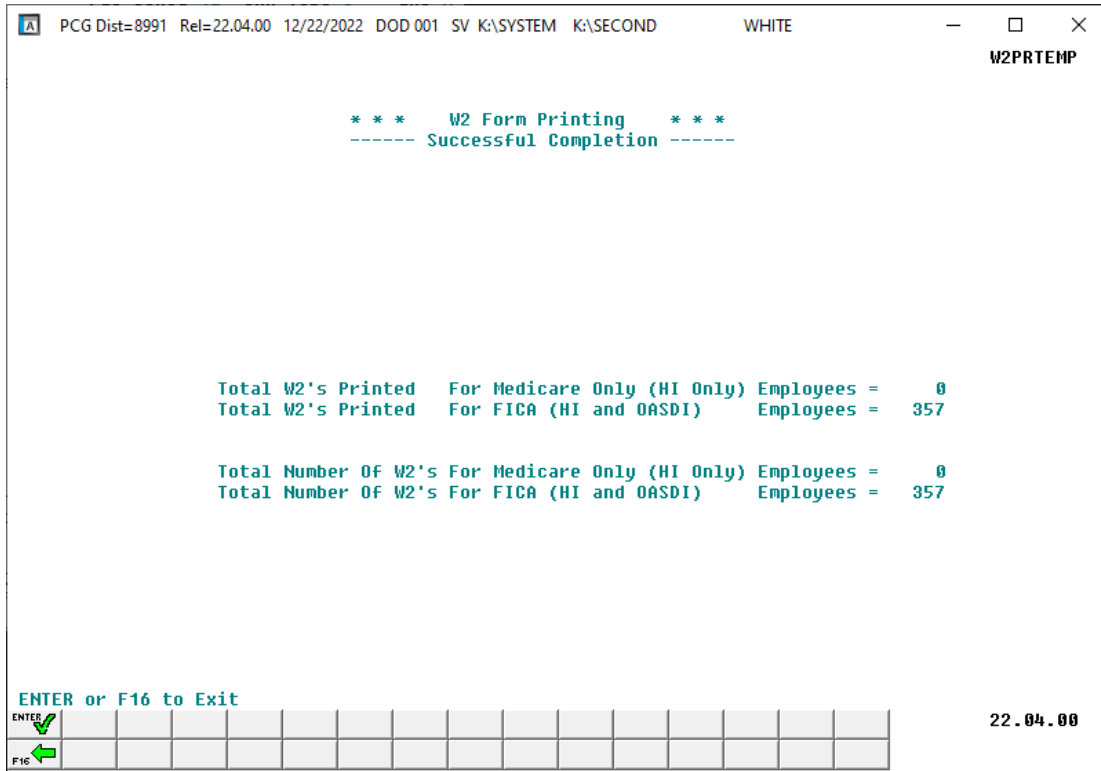 A PCG Dist=8991 Rel=22.04.00 12/22/2022 DOD 001 SV K:\SYSTEM K:\SECOND WHITE
W2PRTEMP
* * * W2 Form Printing * * *
------ Successful Completion ------
Total W2's Printed For Medicare Only (HI Only) Employees = 0
Total W2's Printed For FICA (HI and OASDI) Employees = 357
Total Number Of W2's For Medicare Only (HI Only) Employees = 0
Total Number Of W2's For FICA (HI and OASDI) Employees = 357
ENTER or F16 to Exit
ENTER
22.04.00
F16